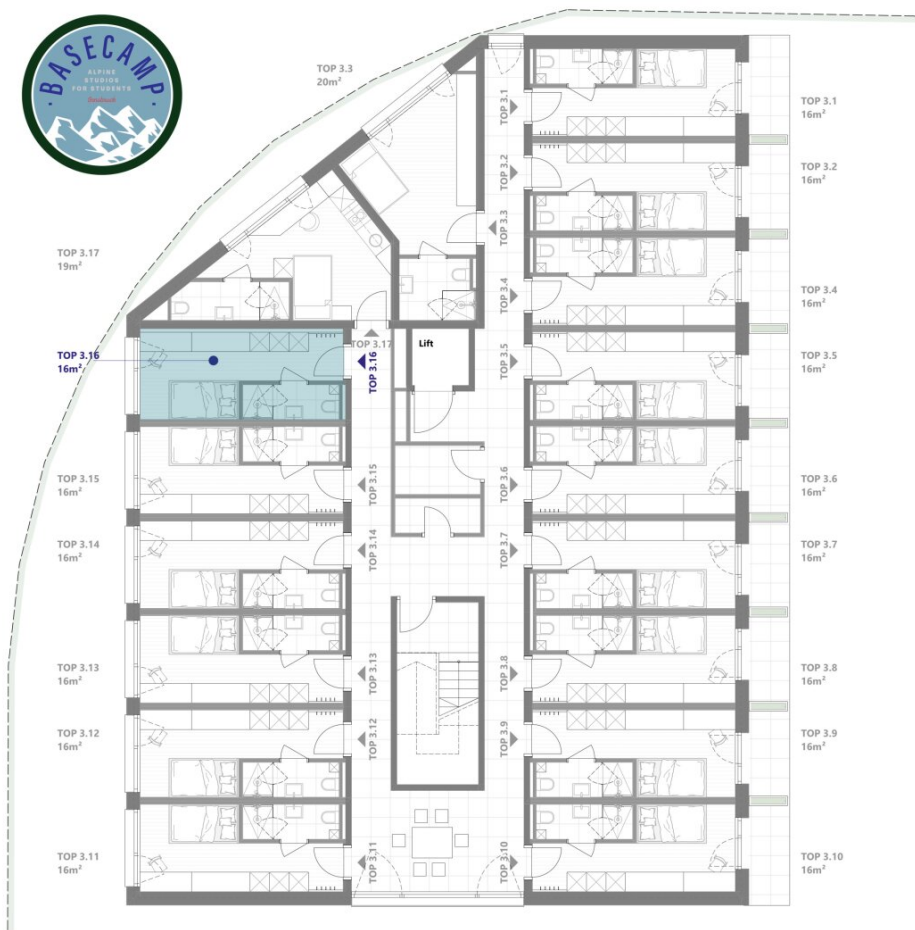 BASECAMP
ALPINE
STUDIOS
FOR STUDENTS
TOP 3.3
20m²
TOP 3.1
TOP 3.1
16m²
TOP 3.2
TOP 3.2
16m²
TOP 3.3
TOP 3.17
19m²
TOP 3.4
TOP 3.4
16m²
TOP 3.16
16m²
TOP 3.17
TOP 3.16
Lift
TOP 3.5
TOP 3.5
16m²
TOP 3.15
16m²
TOP 3.15
TOP 3.6
TOP 3.6
16m²
TOP 3.14
16m²
TOP 3.14
TOP 3.7
TOP 3.7
16m²
TOP 3.13
16m²
TOP 3.13
TOP 3.8
TOP 3.8
16m²
TOP 3.12
16m²
TOP 3.12
TOP 3.9
TOP 3.9
16m²
TOP 3.11
16m²
TOP 3.11
TOP 3.10
TOP 3.10
16m²